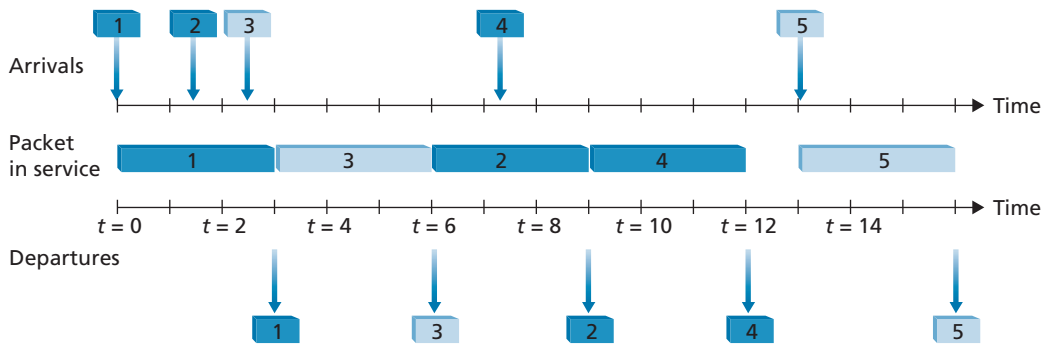 1 2 3 4 5
Arrivals
Time
Packet
in service
1 3 2 4 5
Time
t = 0 t = 2 t = 4 t = 6 t = 8 t = 10 t = 12 t = 14
Departures
1 3 2 4 5